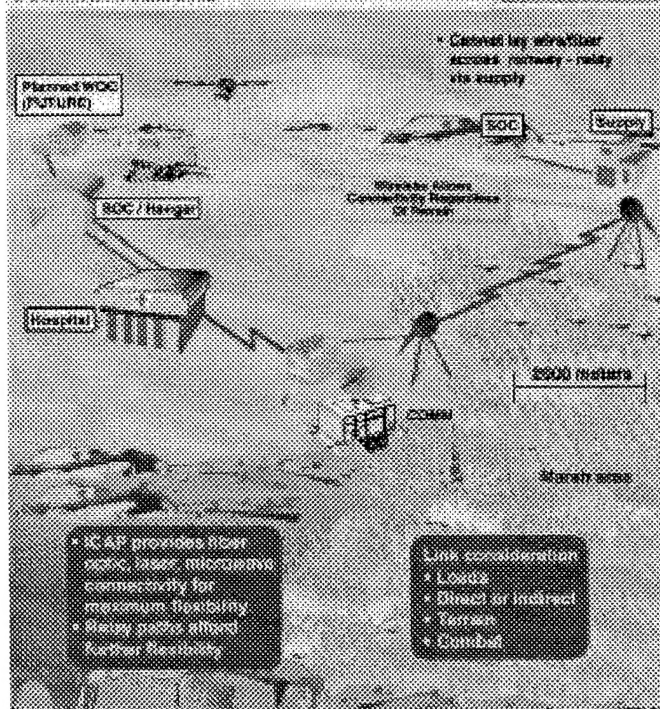 • Cannot lay wire/fiber
across runway - relay
via supply
Planned WOC
(FUTURE)
SOC
Supply
Wireless Allows
Connectivity Regardless
Of Terrain
SOC / Hangar
Hospital
2500 meters
COMM
Marsh area
• ICAP provides fiber
optic, laser, microwave
connectivity for
maximum flexibility
• Relay paths afford
further flexibility
Link consideration
• Loads
• Direct or indirect
• Terrain
• Gimbal